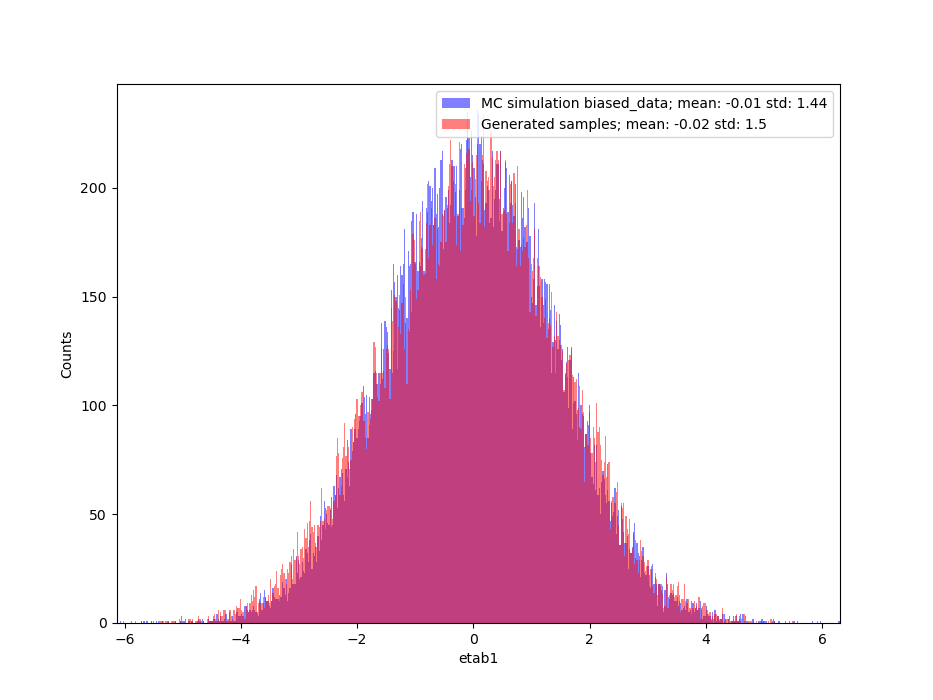 MC simulation biased_data; mean: -0.01 std: 1.44
Generated samples; mean: -0.02 std: 1.5
200
150
100
50
0
Counts
−6 −4 −2 0 2 4 6
etab1